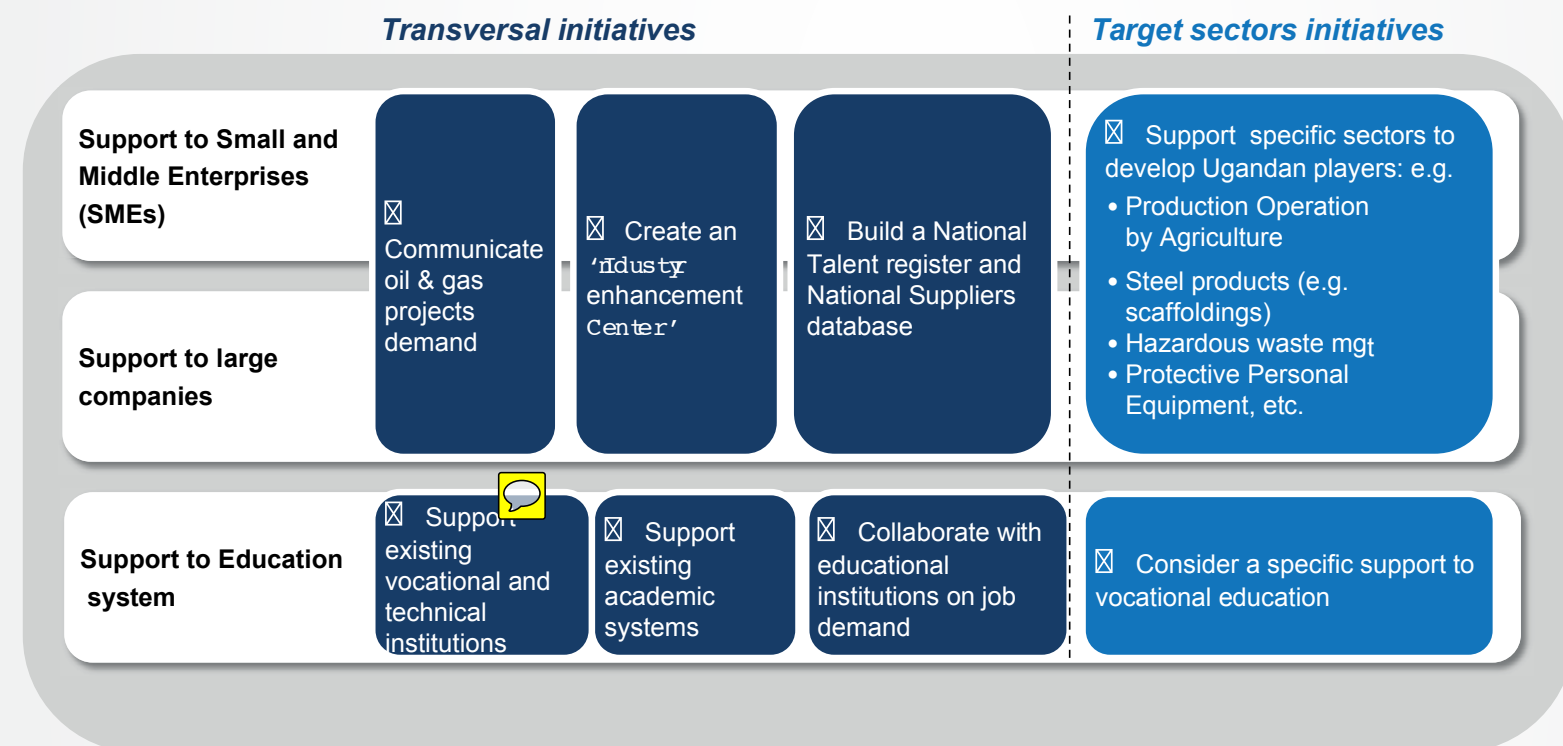 Transversal initiatives
Target sectors initiatives
Support to Small and
Middle Enterprises
(SMEs)
Support to large
companies
Communicate
oil & gas
projects
demand
Create an
‘nIdustyr
enhancement
Center’
Build a National
Talent register and
National Suppliers
database
Support specific sectors to
develop Ugandan players: e.g.
• Production Operation
by Agriculture
• Steel products (e.g.
scaffoldings)
• Hazardous waste mgt
• Protective Personal
Equipment, etc.
Support to Education
system
Support
existing
vocational and
technical
institutions
Support
existing
academic
systems
Collaborate with
educational
institutions on job
demand
Consider a specific support to
vocational education